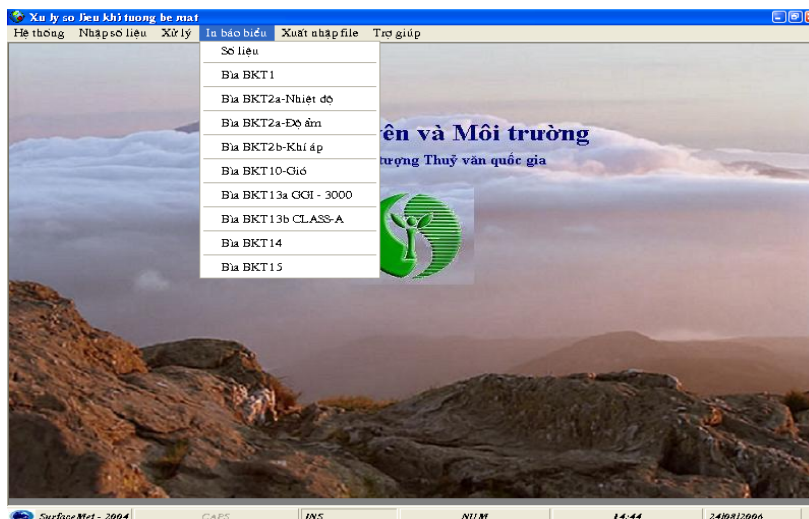 Xu ly so lieu khi tuong be mat
Hệ thống Nhập số liệu Xử lý In báo biểu Xuất nhập file Trợ giúp
Số liệu
Bìa BKT1
Bìa BKT2a-Nhiệt độ
Bìa BKT2a-Độ ẩm
Bìa BKT2b-Khí áp
Bìa BKT10-Gió
Bìa BKT13a GGI - 3000
Bìa BKT13b CLASS-A
Bìa BKT14
Bìa BKT15
yên và Môi trường
tượng Thuỷ văn quốc gia
SurfaceMet - 2004 CAPS INS NUM 14:44 24/08/2006